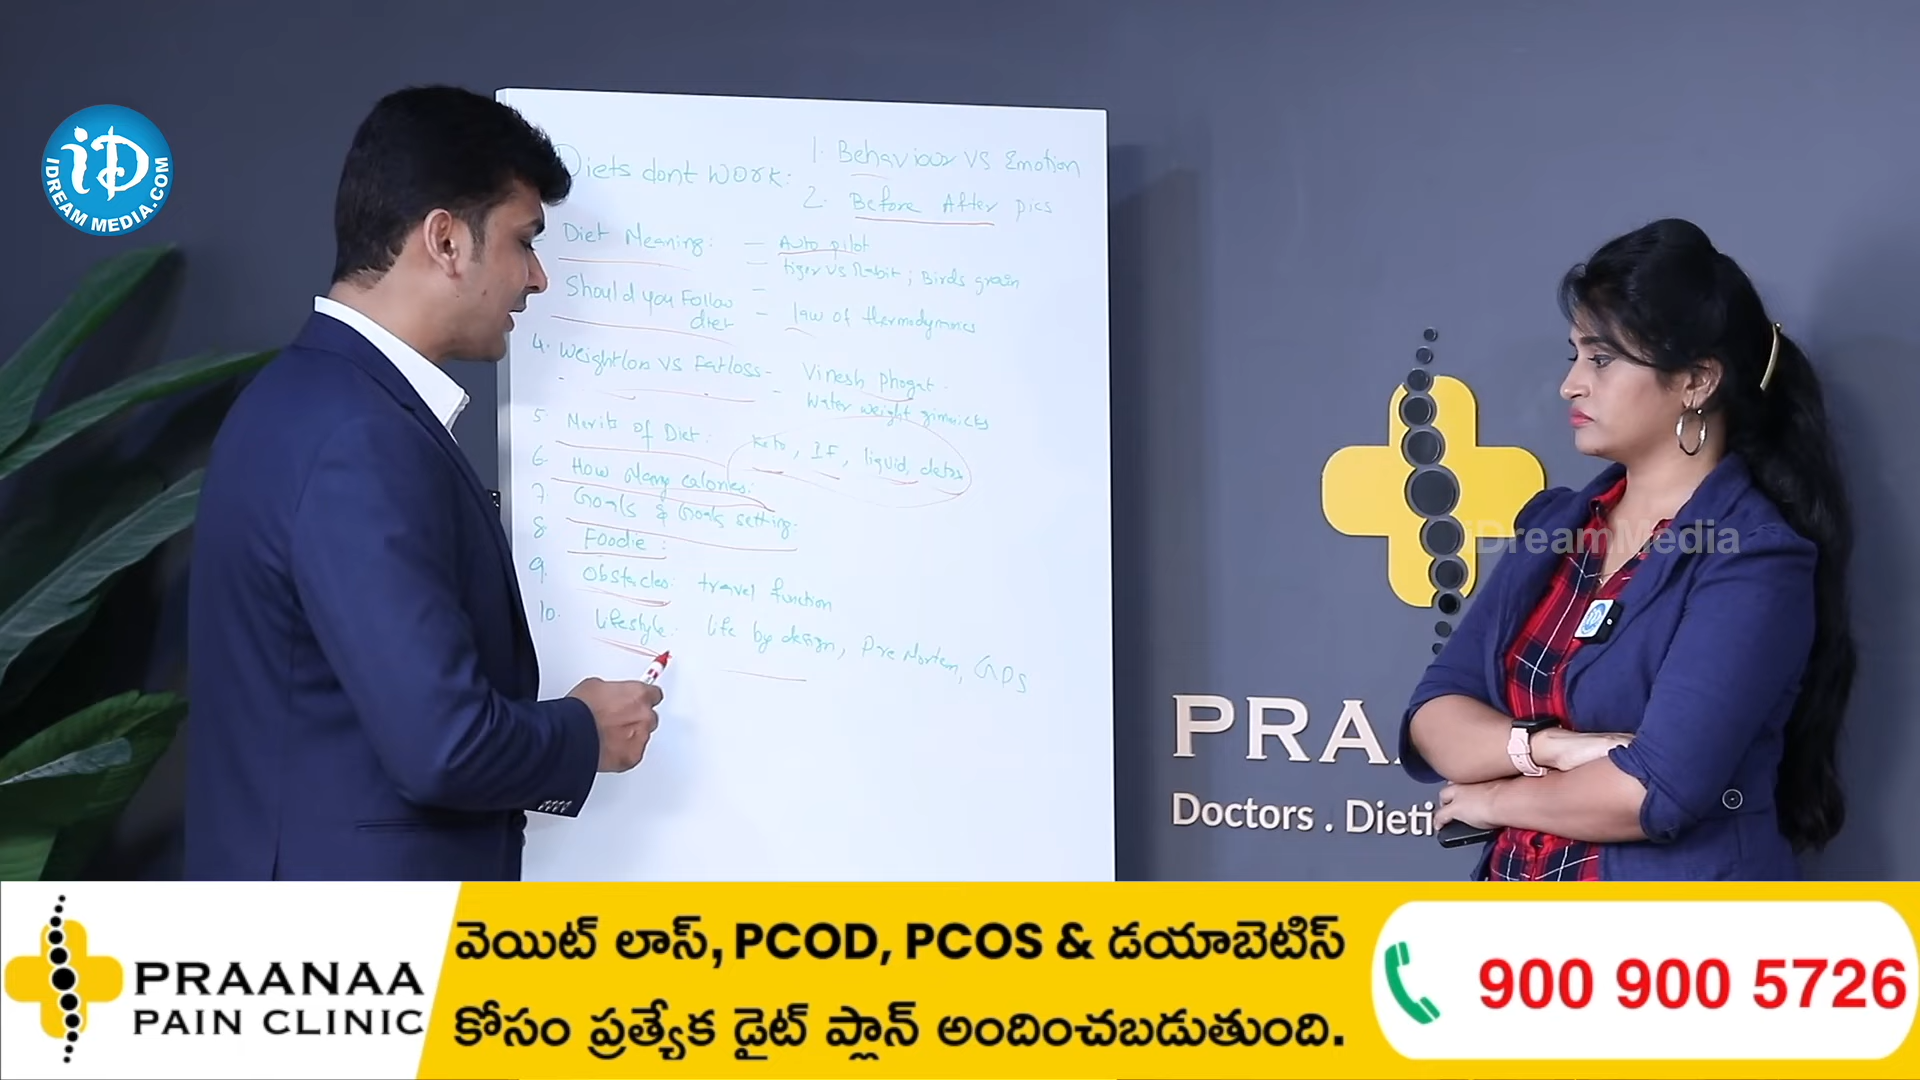 iD
IDREAM MEDIA.COM
Diets dont work:
1. Behaviour vs Emotion
2. Before After pics
Diet Meaning: — Auto pilot
— tiger vs Rabit ; Birds grain
Should you Follow diet — law of thermodynamics
4. Weightloss vs Fatloss - Vinesh Phogat -
- Water weight gimmicks
5. Merits of Diet: Keto, IF, liquid, detox
6. How Many calories:
7. Goals & Goals setting:
8. Foodie:
9. Obstacles: travel function
10. Lifestyle: life by design, Pre Mortem, GPS
iDreamMedia
PRA
Doctors . Dieti
PRAANAA
PAIN CLINIC
వెయిట్ లాస్, PCOD, PCOS & డయాబెటిస్
కోసం ప్రత్యేక డైట్ ప్లాన్ అందించబడుతుంది.
900 900 5726